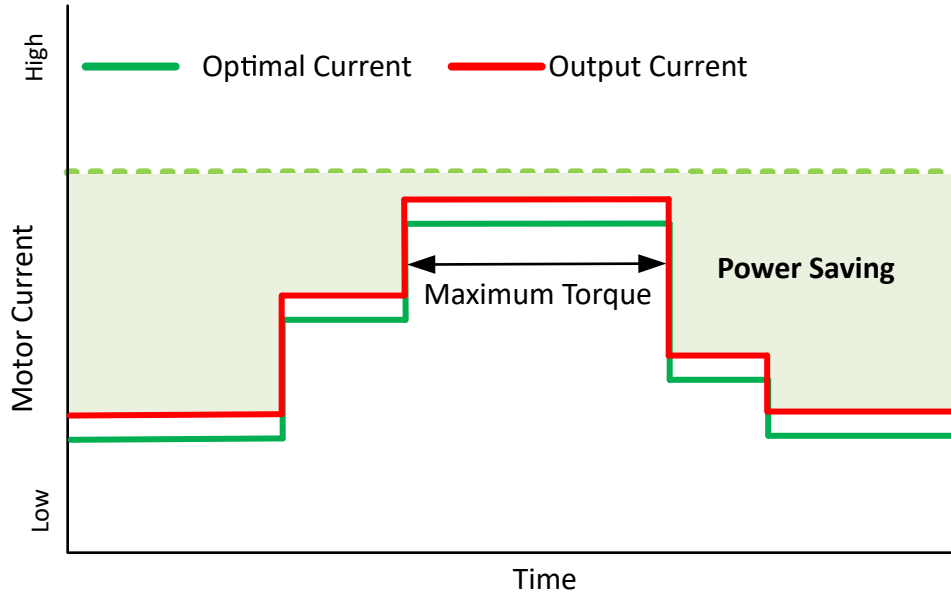 High
Optimal Current
Output Current
Motor Current
Maximum Torque
Power Saving
Low
Time